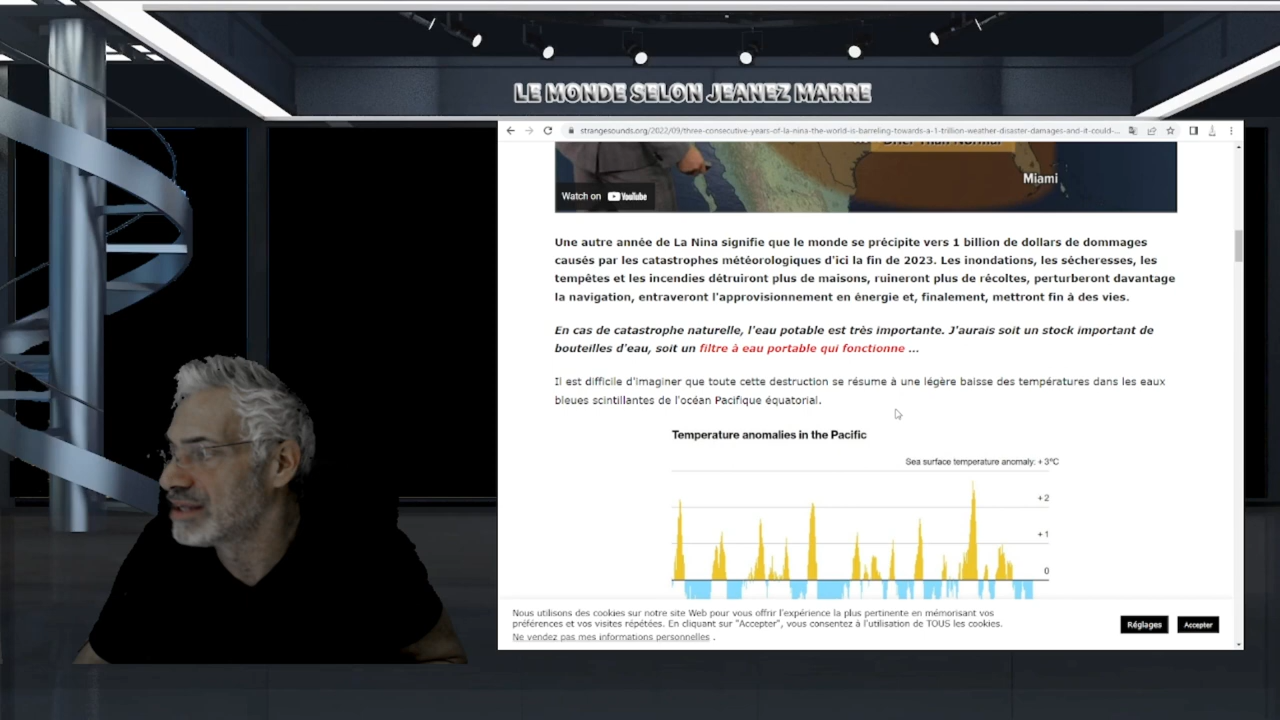 LE MONDE SELON JEANEZ MARRE
strangesounds.org/2022/09/three-consecutive-years-of-la-nina-the-world-is-barreling-towards-a-1-trillion-weather-disaster-damages-and-it-could-...
Miami
Watch on YouTube
Une autre année de La Nina signifie que le monde se précipite vers 1 billion de dollars de dommages
causés par les catastrophes météorologiques d'ici la fin de 2023. Les inondations, les sécheresses, les
tempêtes et les incendies détruiront plus de maisons, ruineront plus de récoltes, perturberont davantage
la navigation, entraveront l'approvisionnement en énergie et, finalement, mettront fin à des vies.
En cas de catastrophe naturelle, l'eau potable est très importante. J'aurais soit un stock important de
bouteilles d'eau, soit un filtre à eau portable qui fonctionne ...
Il est difficile d'imaginer que toute cette destruction se résume à une légère baisse des températures dans les eaux
bleues scintillantes de l'océan Pacifique équatorial.
Temperature anomalies in the Pacific
Sea surface temperature anomaly: + 3°C
+ 2
+ 1
0
Nous utilisons des cookies sur notre site Web pour vous offrir l'expérience la plus pertinente en mémorisant vos
préférences et vos visites répétées. En cliquant sur "Accepter", vous consentez à l'utilisation de TOUS les cookies.
Ne vendez pas mes informations personnelles .
Réglages
Accepter